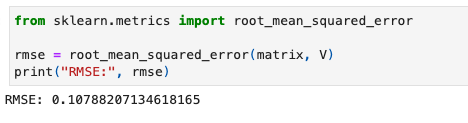 from sklearn.metrics import root_mean_squared_error
rmse = root_mean_squared_error(matrix, V)
print("RMSE:", rmse)
RMSE: 0.10788207134618165